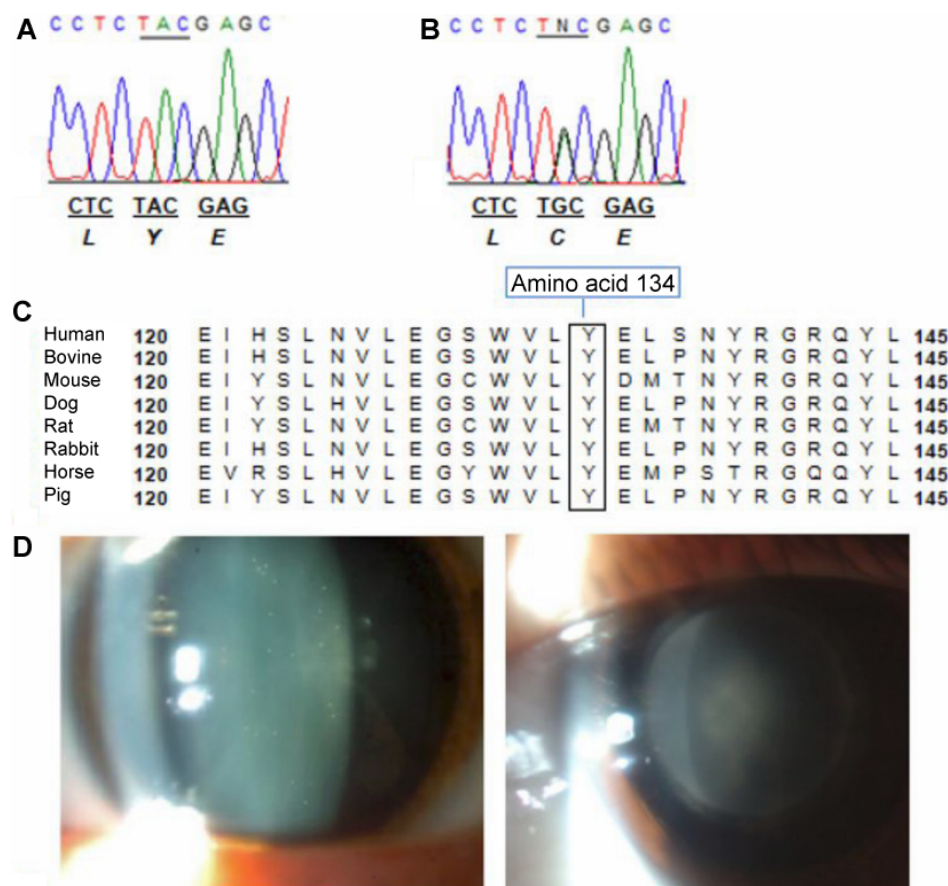 A
C C T C T A C G A G C
CTC TAC GAG
L Y E
B
C C T C T N C G A G C
CTC TGC GAG
L C E
Amino acid 134
C
Human 120 E I H S L N V L E G S W V L Y E L S N Y R G R Q Y L 145
Bovine 120 E I H S L N V L E G S W V L Y E L P N Y R G R Q Y L 145
Mouse 120 E I Y S L N V L E G C W V L Y D M T N Y R G R Q Y L 145
Dog 120 E I Y S L H V L E G S W V L Y E L P N Y R G R Q Y L 145
Rat 120 E I Y S L N V L E G C W V L Y E M T N Y R G R Q Y L 145
Rabbit 120 E I H S L N V L E G S W V L Y E L P N Y R G R Q Y L 145
Horse 120 E V R S L H V L E G Y W V L Y E M P S T R G Q Q Y L 145
Pig 120 E I Y S L N V L E G S W V L Y E L P N Y R G R Q Y L 145
D